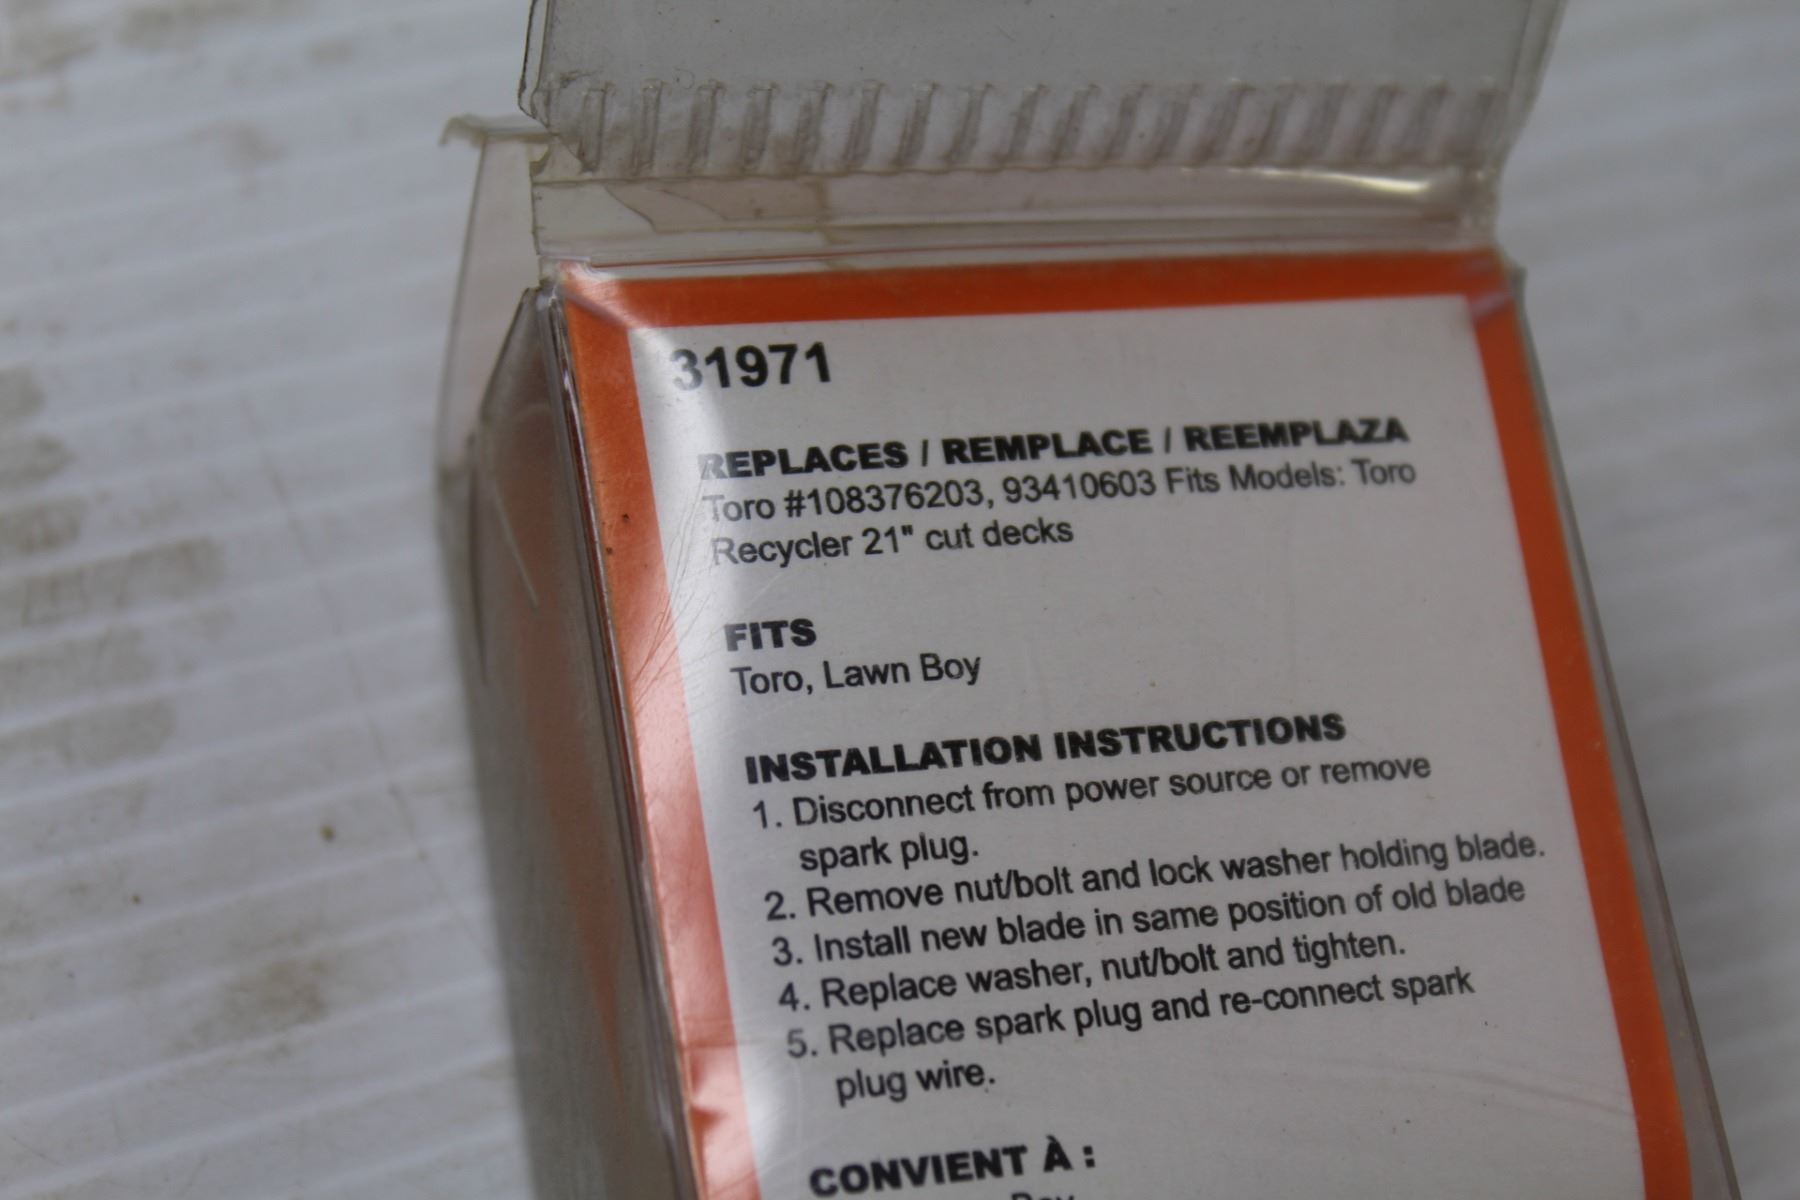 31971
REPLACES / REMPLACE / REEMPLAZA
Toro #108376203, 93410603 Fits Models: Toro
Recycler 21" cut decks
FITS
Toro, Lawn Boy
INSTALLATION INSTRUCTIONS
1. Disconnect from power source or remove
spark plug.
2. Remove nut/bolt and lock washer holding blade.
3. Install new blade in same position of old blade
4. Replace washer, nut/bolt and tighten.
5. Replace spark plug and re-connect spark
plug wire.
CONVIENT À :